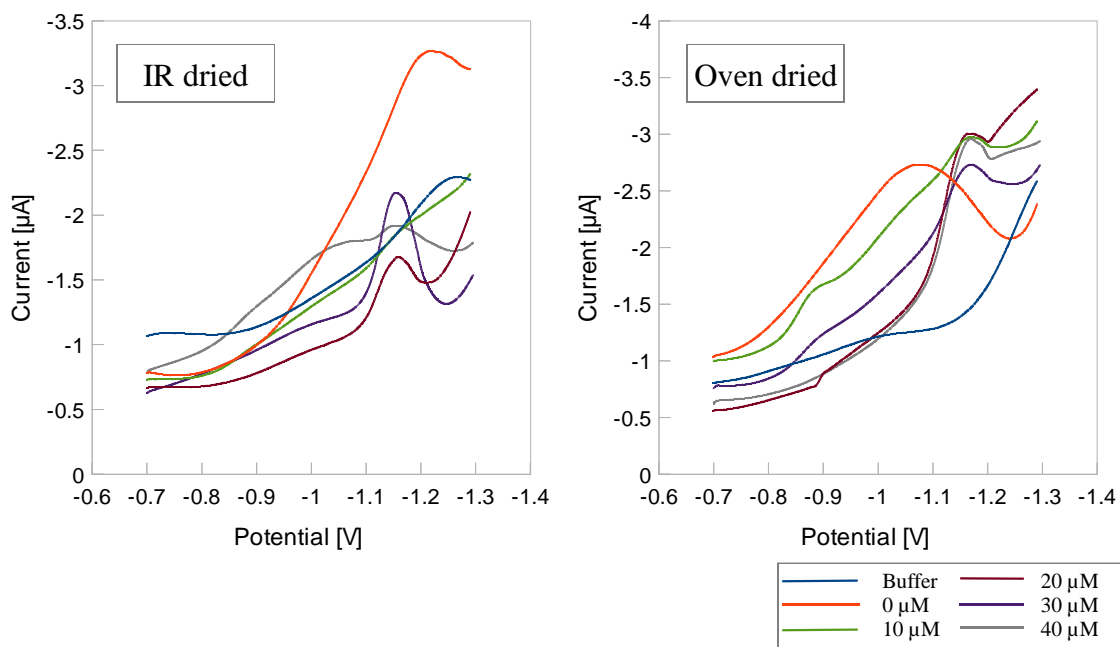 IR dried
-3.5
-3
-2.5
-2
-1.5
-1
-0.5
0
Current [µA]
-0.6 -0.7 -0.8 -0.9 -1 -1.1 -1.2 -1.3 -1.4
Potential [V]
Oven dried
-4
-3.5
-3
-2.5
-2
-1.5
-1
-0.5
0
Current [µA]
-0.6 -0.7 -0.8 -0.9 -1 -1.1 -1.2 -1.3 -1.4
Potential [V]
Buffer 20 µM
0 µM 30 µM
10 µM 40 µM